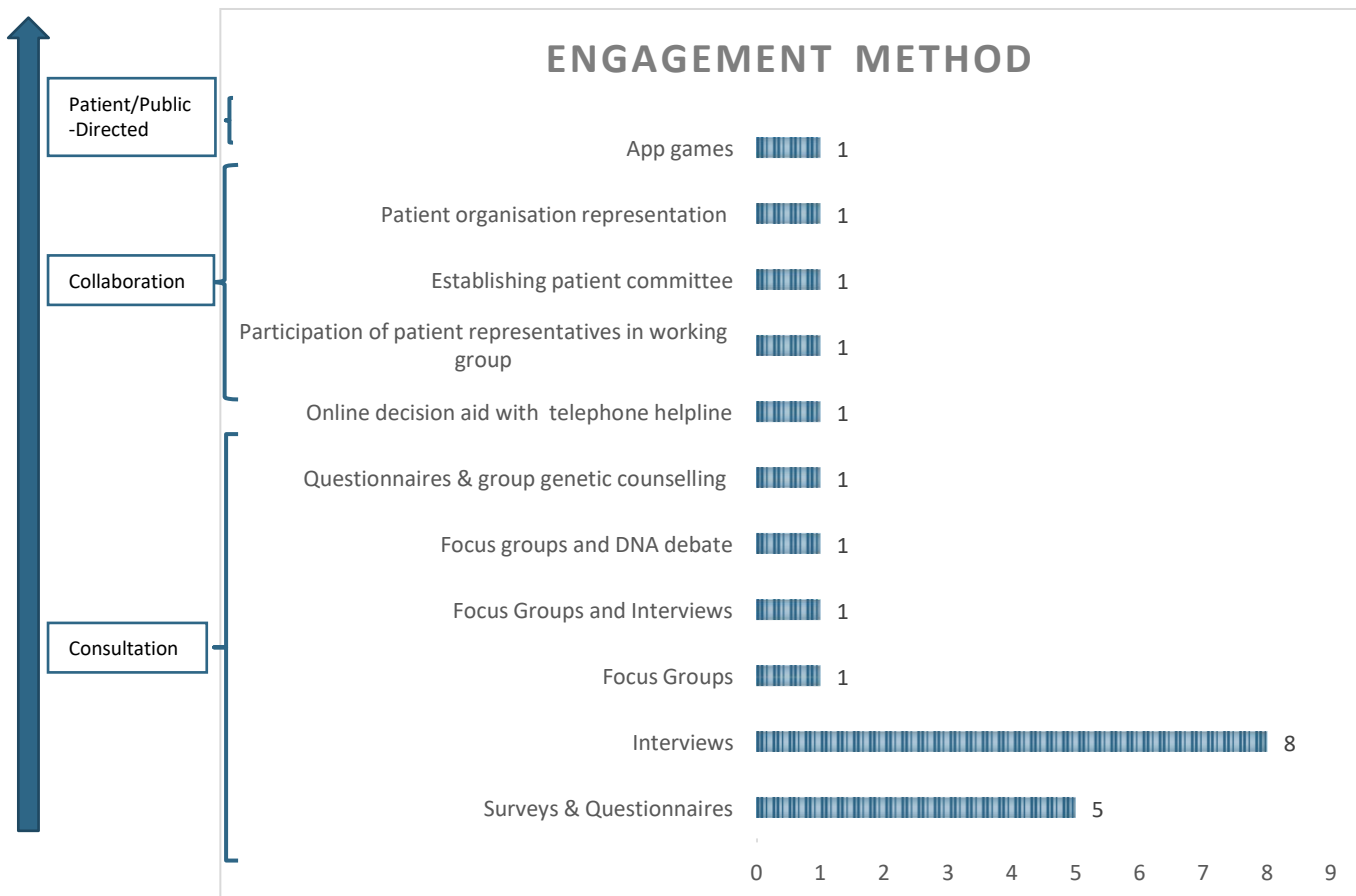 ENGAGEMENT METHOD
Patient/Public
-Directed
Collaboration
Consultation
App games
1
Patient organisation representation
1
Establishing patient committee
1
Participation of patient representatives in working
group
1
Online decision aid with telephone helpline
1
Questionnaires & group genetic counselling
1
Focus groups and DNA debate
1
Focus Groups and Interviews
1
Focus Groups
1
Interviews
8
Surveys & Questionnaires
5
0 1 2 3 4 5 6 7 8 9